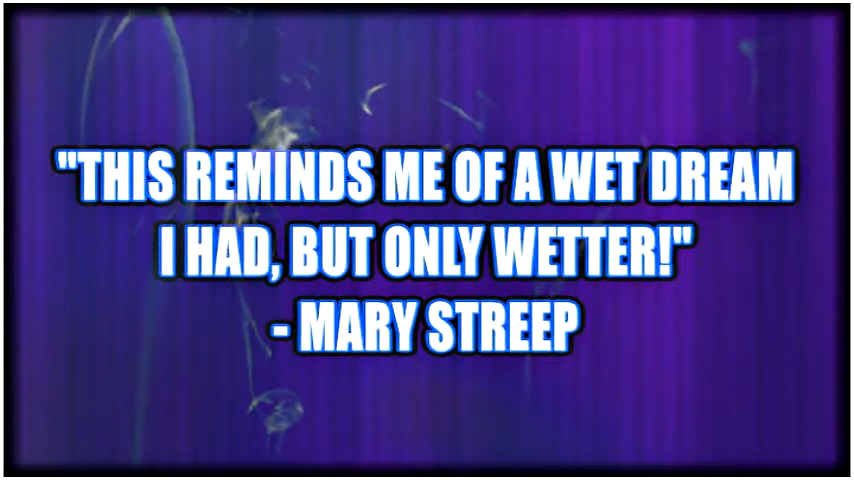 "THIS REMINDS ME OF A WET DREAM
I HAD, BUT ONLY WETTER!"
- MARY STREEP